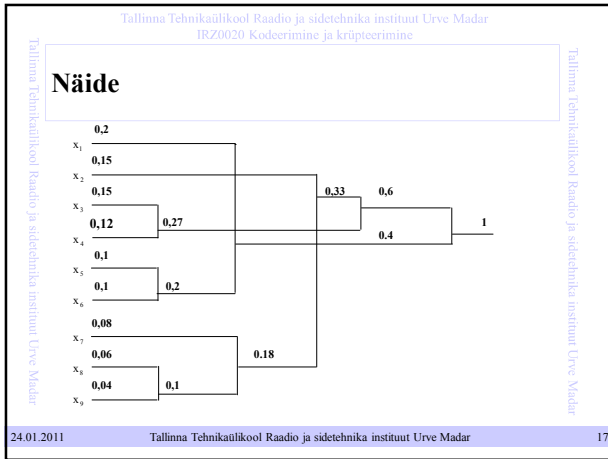 Tallinna Tehnikaülikool Raadio ja sidetehnika instituut Urve Madar
IRZ0020 Kodeerimine ja krüpteerimine
Tallinna Tehnikaülikool Raadio ja sidetehnika instituut Urve Madar
Tallinna Tehnikaülikool Raadio ja sidetehnika instituut Urve Madar
Näide
0,2
x1
0,15
x2
0,15
x3
0,33
0,6
0,12
x4
0,27
0.4
1
0,1
x5
0,1
x6
0,2
0,08
x7
0,06
x8
0.18
0,04
x9
0,1
24.01.2011 Tallinna Tehnikaülikool Raadio ja sidetehnika instituut Urve Madar 17